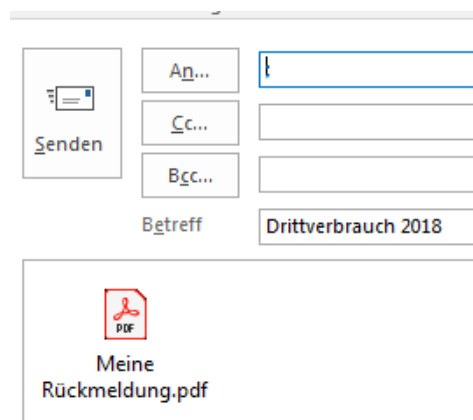 An...
Cc...
Senden
Bcc...
Betreff
Drittverbrauch 2018
PDF
Meine
Rückmeldung.pdf